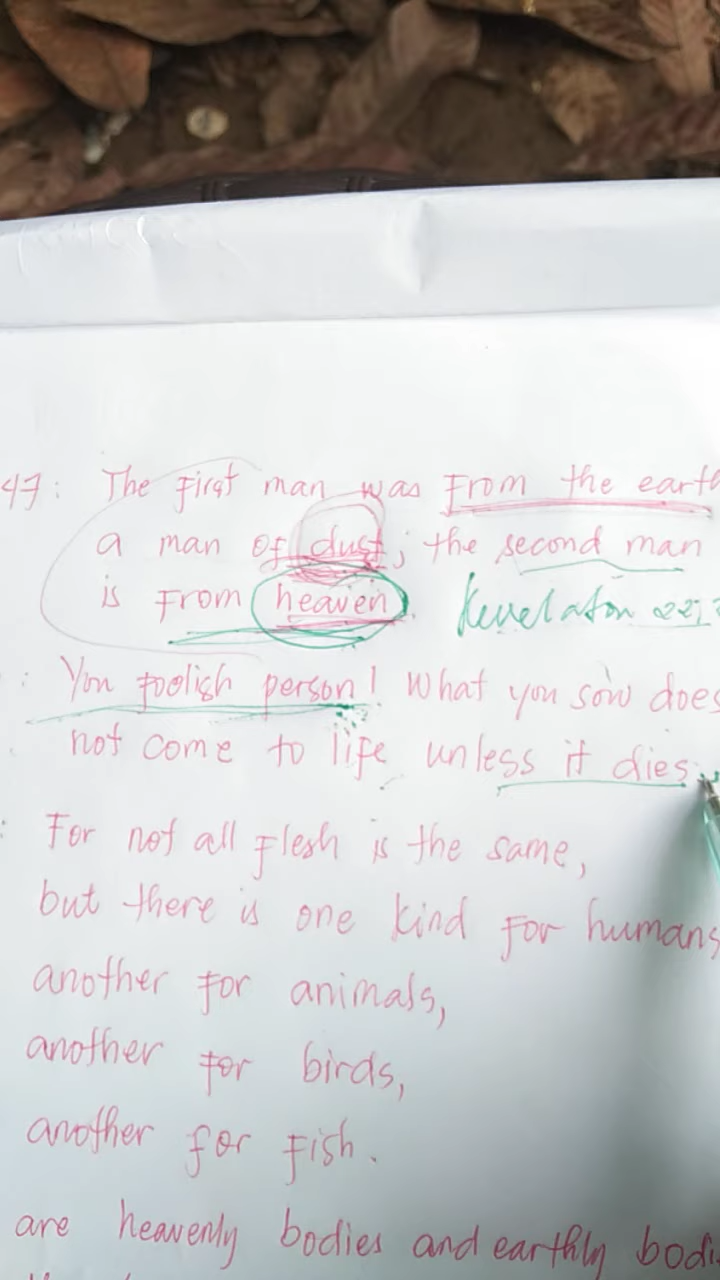 47: The first man was from the earth
a man of dust; the second man
is from heaven Revelation 22;
: You foolish person! What you sow does
not come to life unless it dies
: For not all flesh is the same,
but there is one kind for humans
another for animals,
another for birds,
another for fish.
are heavenly bodies and earthly bodi